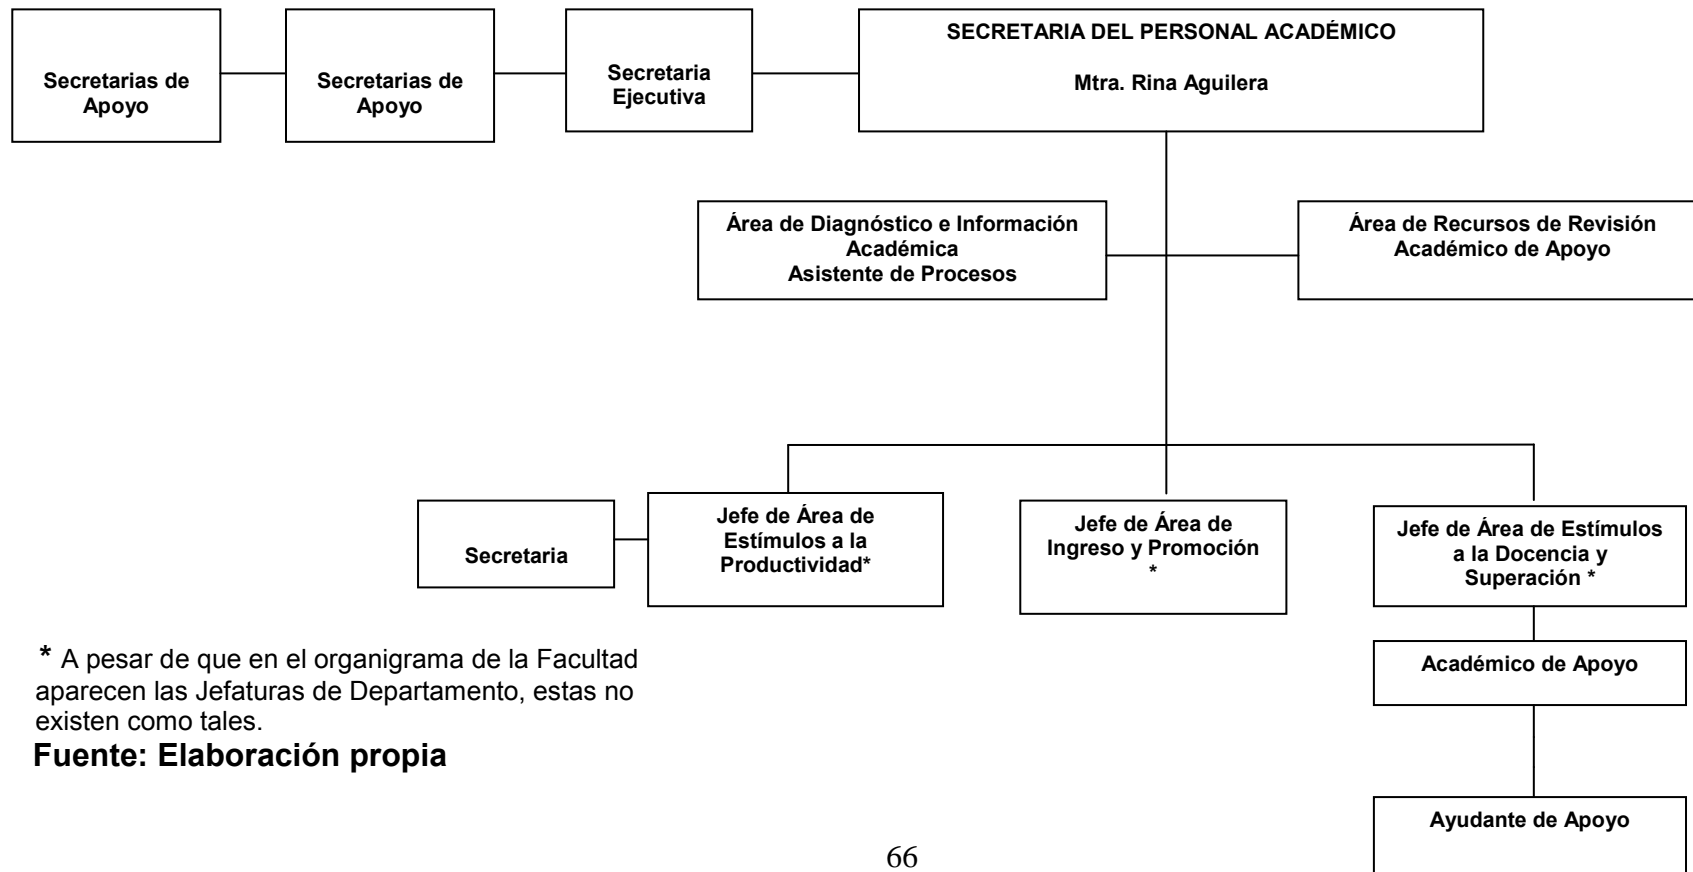 SECRETARIA DEL PERSONAL ACADÉMICO
Mtra. Rina Aguilera
Secretaria
Ejecutiva
Secretarias de
Apoyo
Secretarias de
Apoyo
Área de Diagnóstico e Información
Académica
Asistente de Procesos
Área de Recursos de Revisión
Académico de Apoyo
Secretaria
Jefe de Área de
Estímulos a la
Productividad*
Jefe de Área de
Ingreso y Promoción
*
Jefe de Área de Estímulos
a la Docencia y
Superación *
Académico de Apoyo
Ayudante de Apoyo
* A pesar de que en el organigrama de la Facultad
aparecen las Jefaturas de Departamento, estas no
existen como tales.
Fuente: Elaboración propia
66